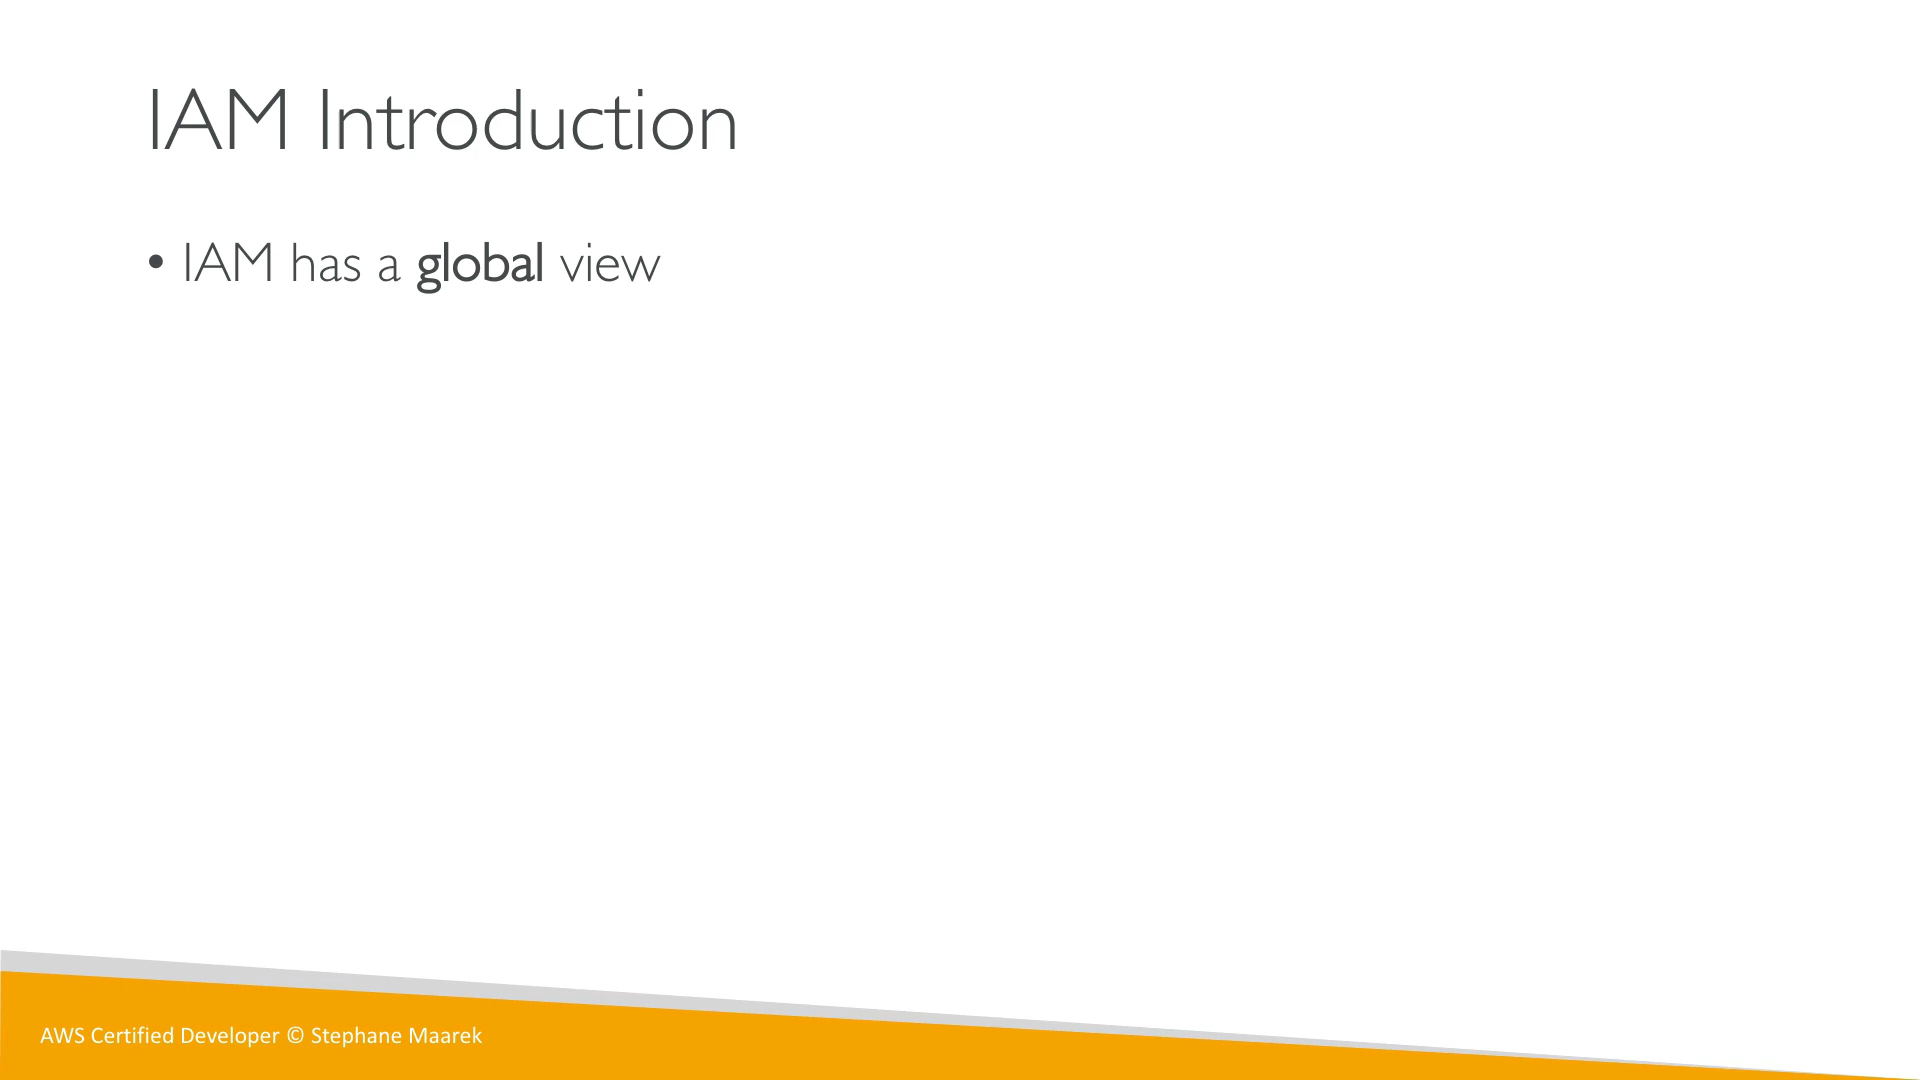 IAM Introduction
• IAM has a global view
AWS Certified Developer © Stephane Maarek